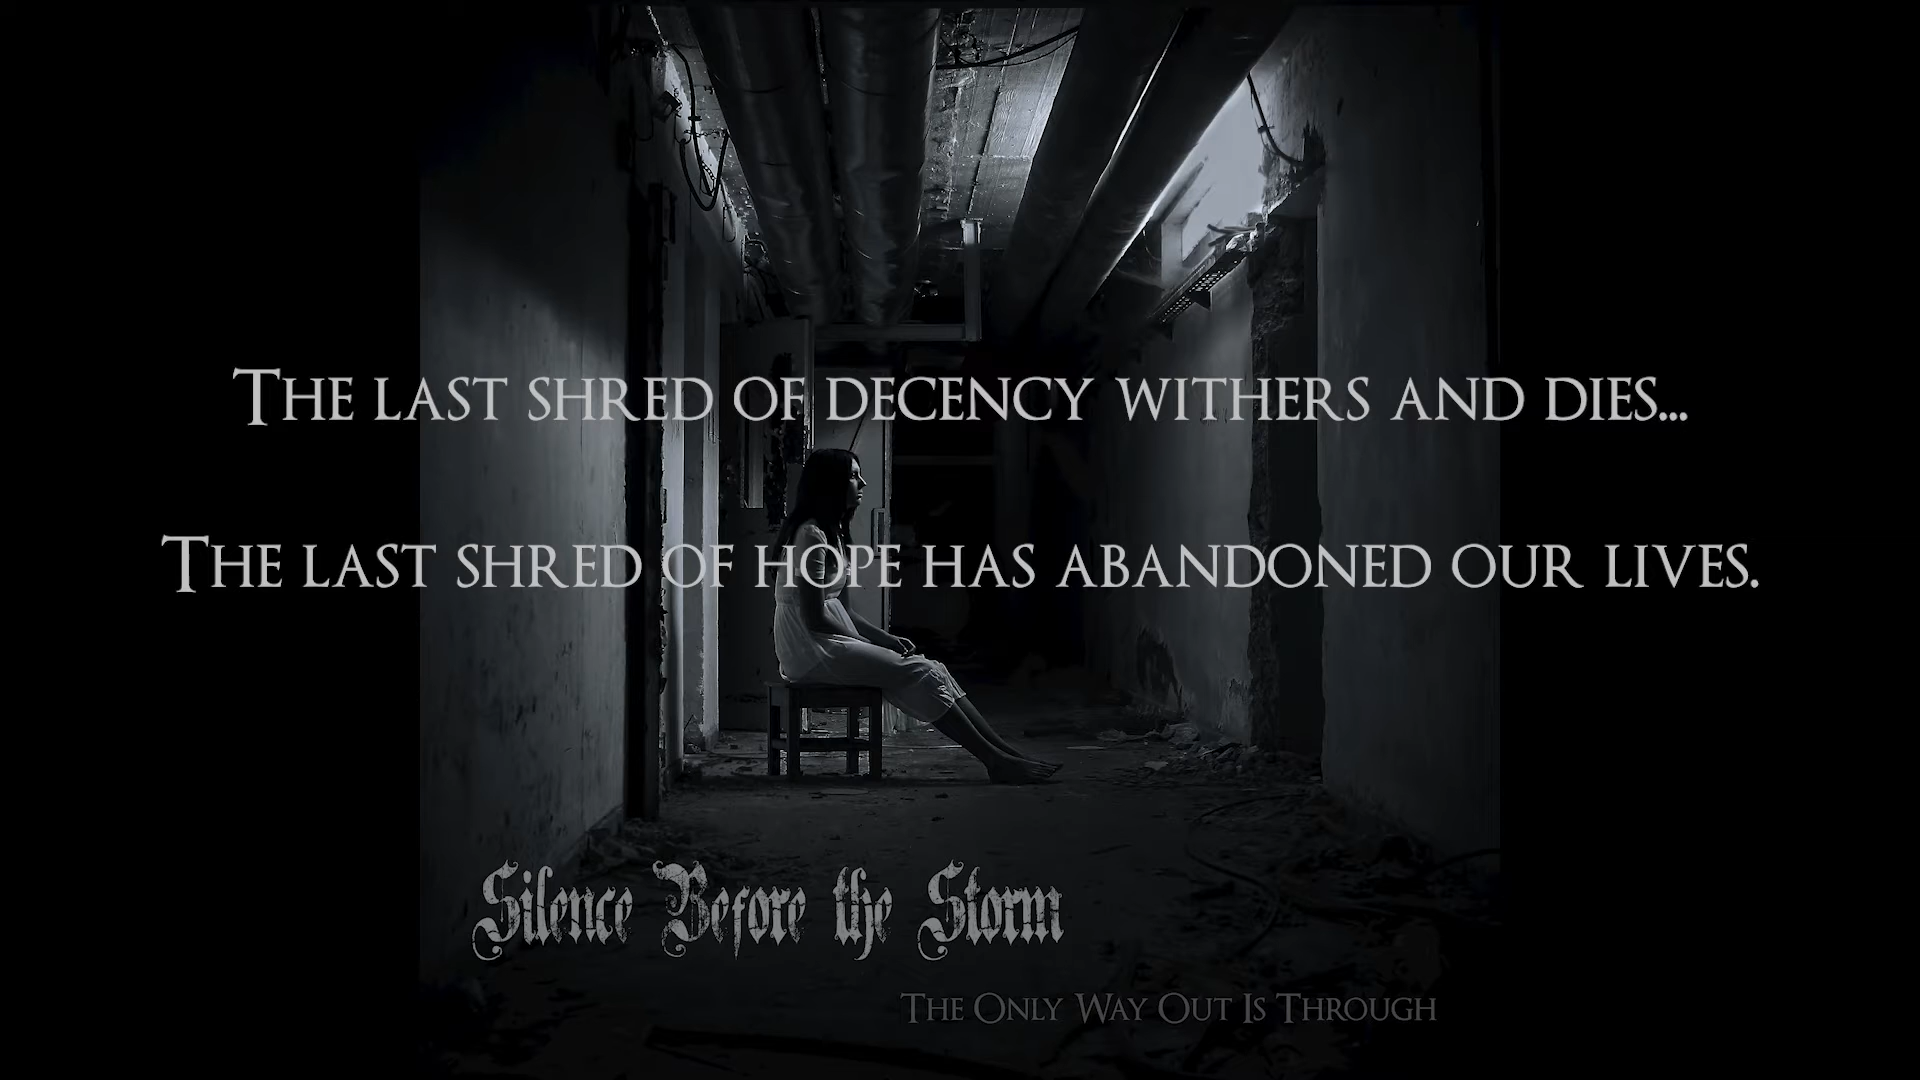 The last shred of decency withers and dies...
The last shred of hope has abandoned our lives.
Silence Before the Storm
The Only Way Out Is Through